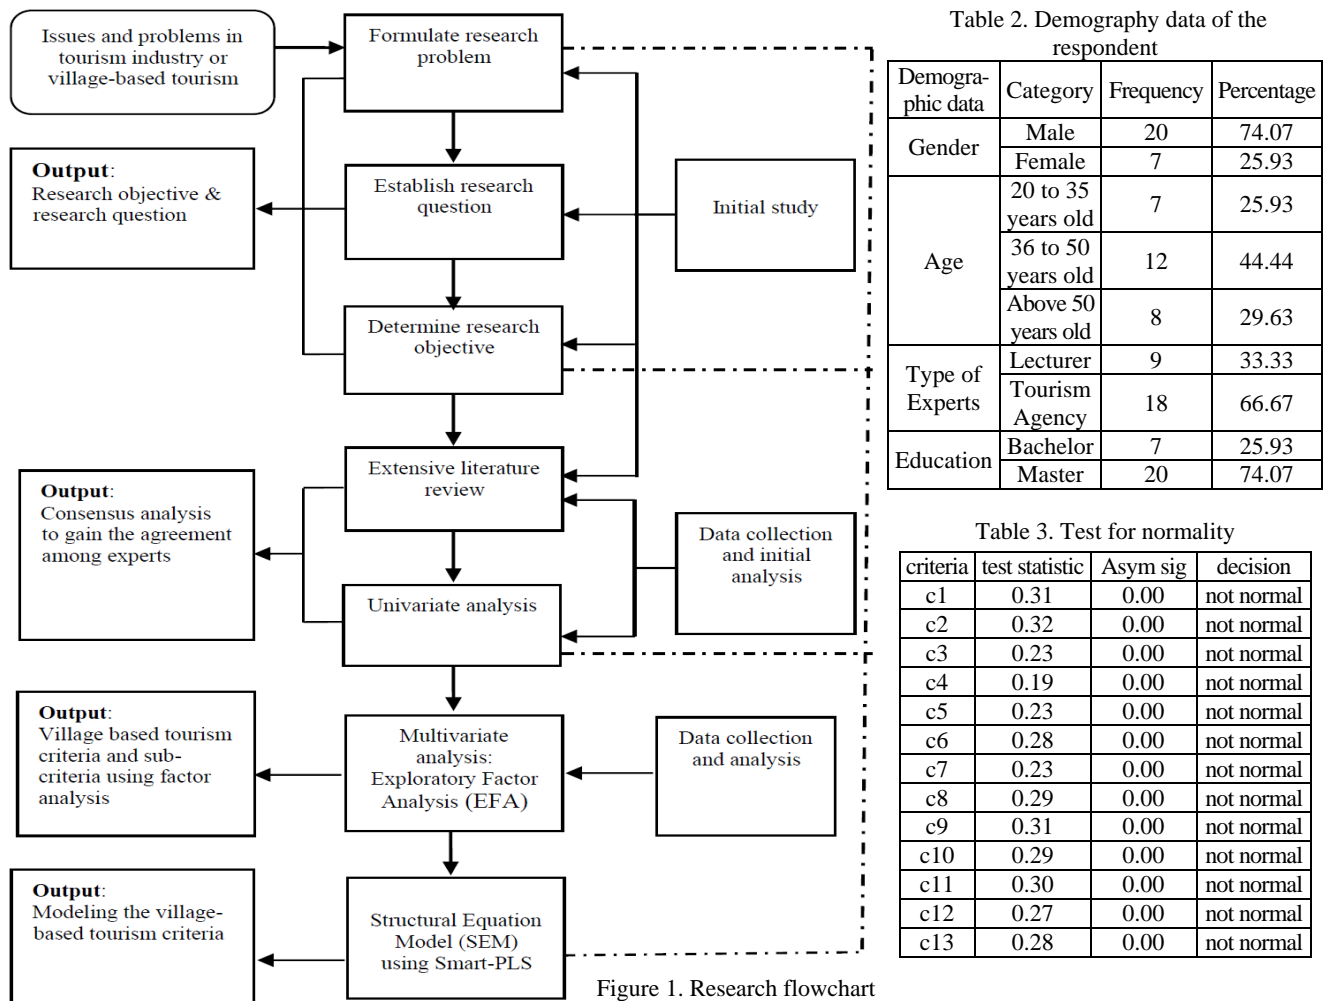 Issues and problems in
tourism industry or
village-based tourism
Formulate research
problem
Output:
Research objective &
research question
Establish research
question
Initial study
Determine research
objective
Extensive literature
review
Output:
Consensus analysis
to gain the agreement
among experts
Data collection
and initial
analysis
Univariate analysis
Output:
Village based tourism
criteria and sub-
criteria using factor
analysis
Multivariate
analysis:
Exploratory Factor
Analysis (EFA)
Data collection
and analysis
Output:
Modeling the village-
based tourism criteria
Structural Equation
Model (SEM)
using Smart-PLS
Figure 1. Research flowchart
Table 2. Demography data of the
respondent
Demogra-
phic data
Category Frequency Percentage
Gender
Male 20 74.07
Female 7 25.93
Age
20 to 35
years old
7 25.93
36 to 50
years old
12 44.44
Above 50
years old
8 29.63
Type of
Experts
Lecturer 9 33.33
Tourism
Agency
18 66.67
Education
Bachelor 7 25.93
Master 20 74.07
Table 3. Test for normality
criteria test statistic Asym sig decision
c1 0.31 0.00 not normal
c2 0.32 0.00 not normal
c3 0.23 0.00 not normal
c4 0.19 0.00 not normal
c5 0.23 0.00 not normal
c6 0.28 0.00 not normal
c7 0.23 0.00 not normal
c8 0.29 0.00 not normal
c9 0.31 0.00 not normal
c10 0.29 0.00 not normal
c11 0.30 0.00 not normal
c12 0.27 0.00 not normal
c13 0.28 0.00 not normal